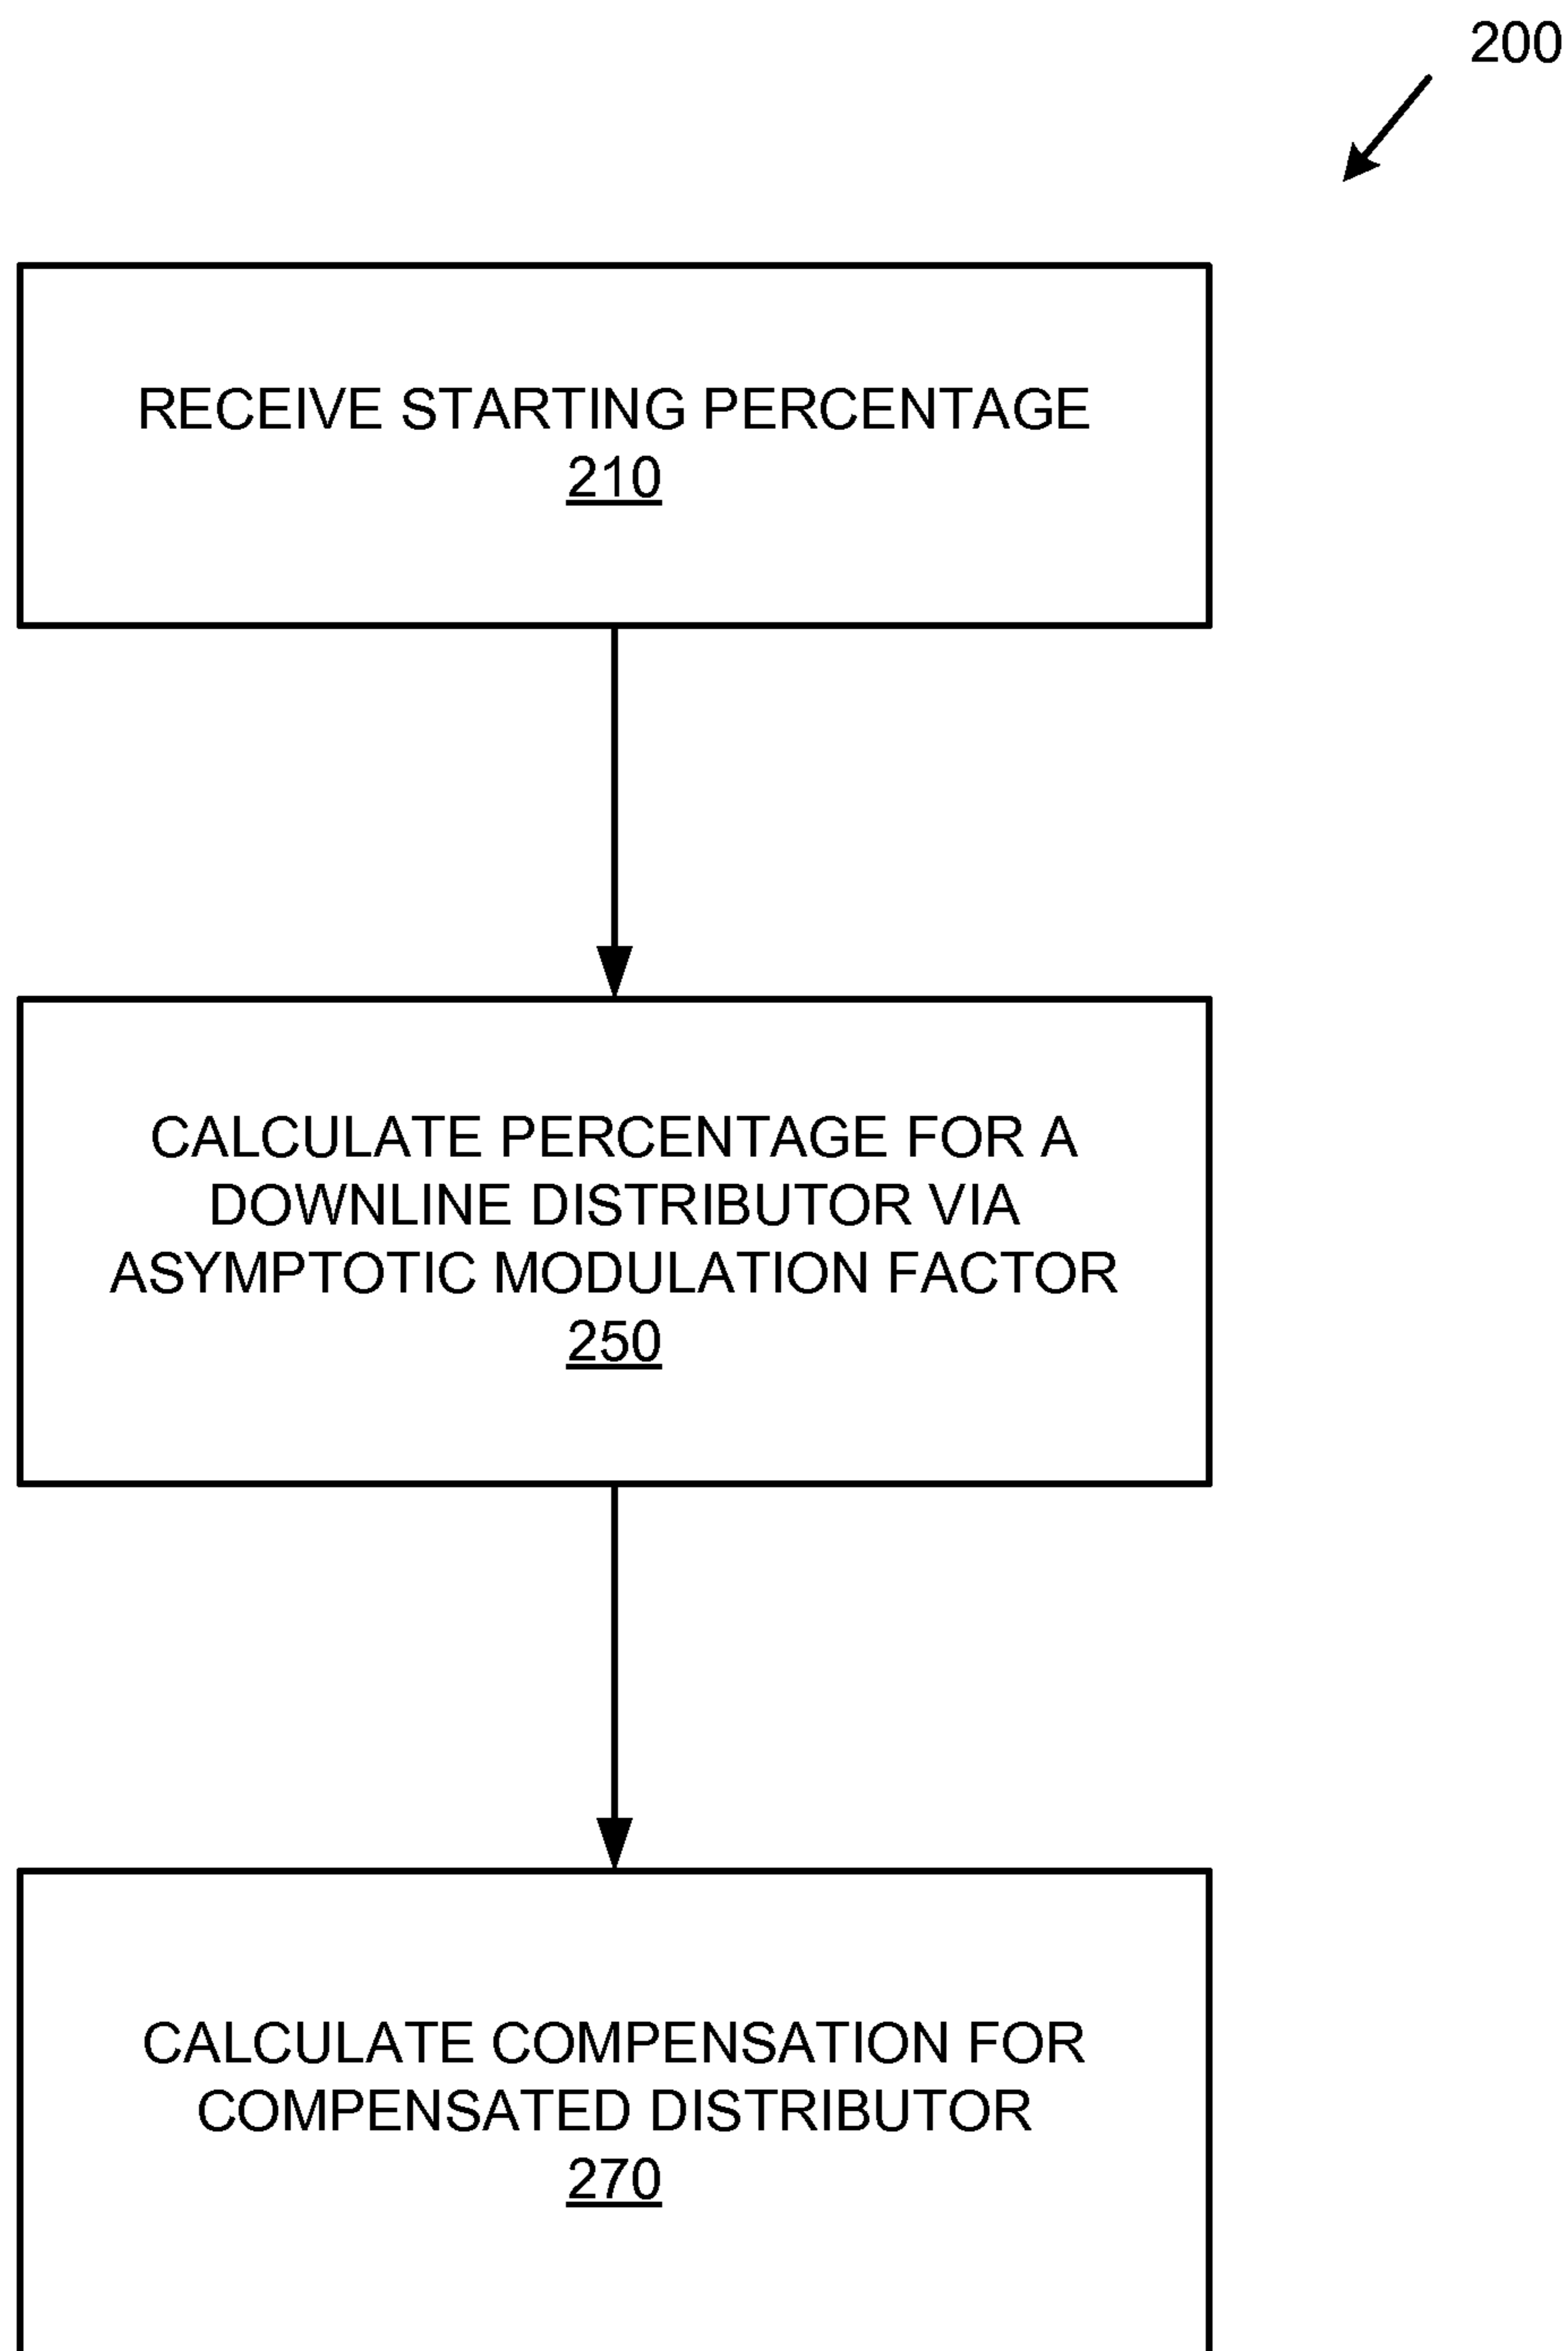 200
RECEIVE STARTING PERCENTAGE
210
CALCULATE PERCENTAGE FOR A
DOWNLINE DISTRIBUTOR VIA
ASYMPTOTIC MODULATION FACTOR
250
CALCULATE COMPENSATION FOR
COMPENSATED DISTRIBUTOR
270